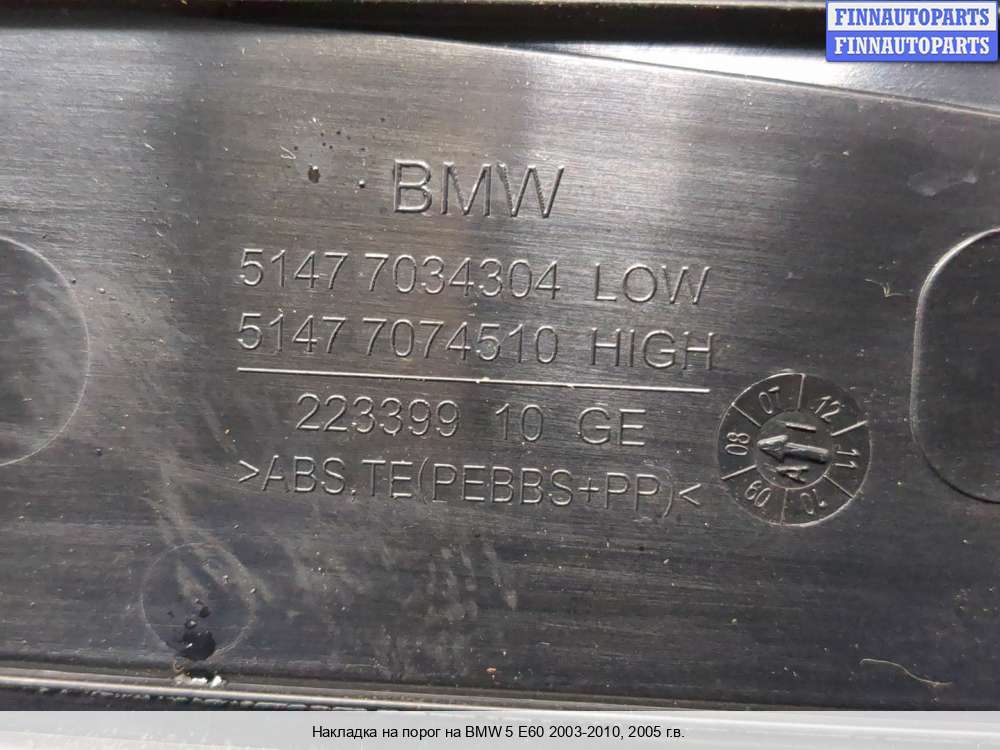 FINNAUTOPARTS
FINNAUTOPARTS
BMW
5147 7034304 LOW
5147 7074510 HIGH
223399 10 GE
>ABS,TE(PEBBS+PP)<
07 12 11 10 09 08
A 1
Накладка на порог на BMW 5 E60 2003-2010, 2005 г.в.